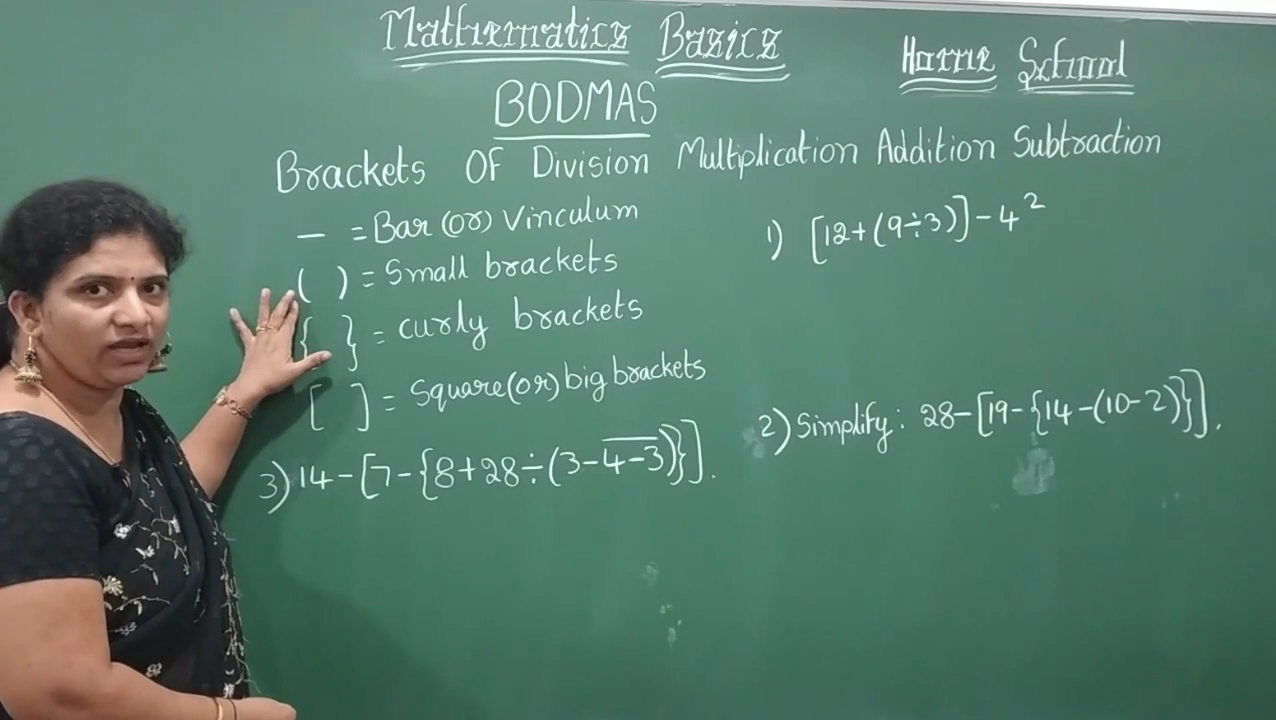 Mathematics Basics
Home School
BODMAS
Brackets OF Division Multiplication Addition Subtraction
— = Bar (or) Vinculum
( ) = Small brackets
{ } = curly brackets
[ ] = Square (or) big brackets
1) [12+(9÷3)]-4²
2) Simplify: 28-[19-{14-(10-2)}].
3) 14-[7-{8+28÷(3-4̅-̅3̅)}].